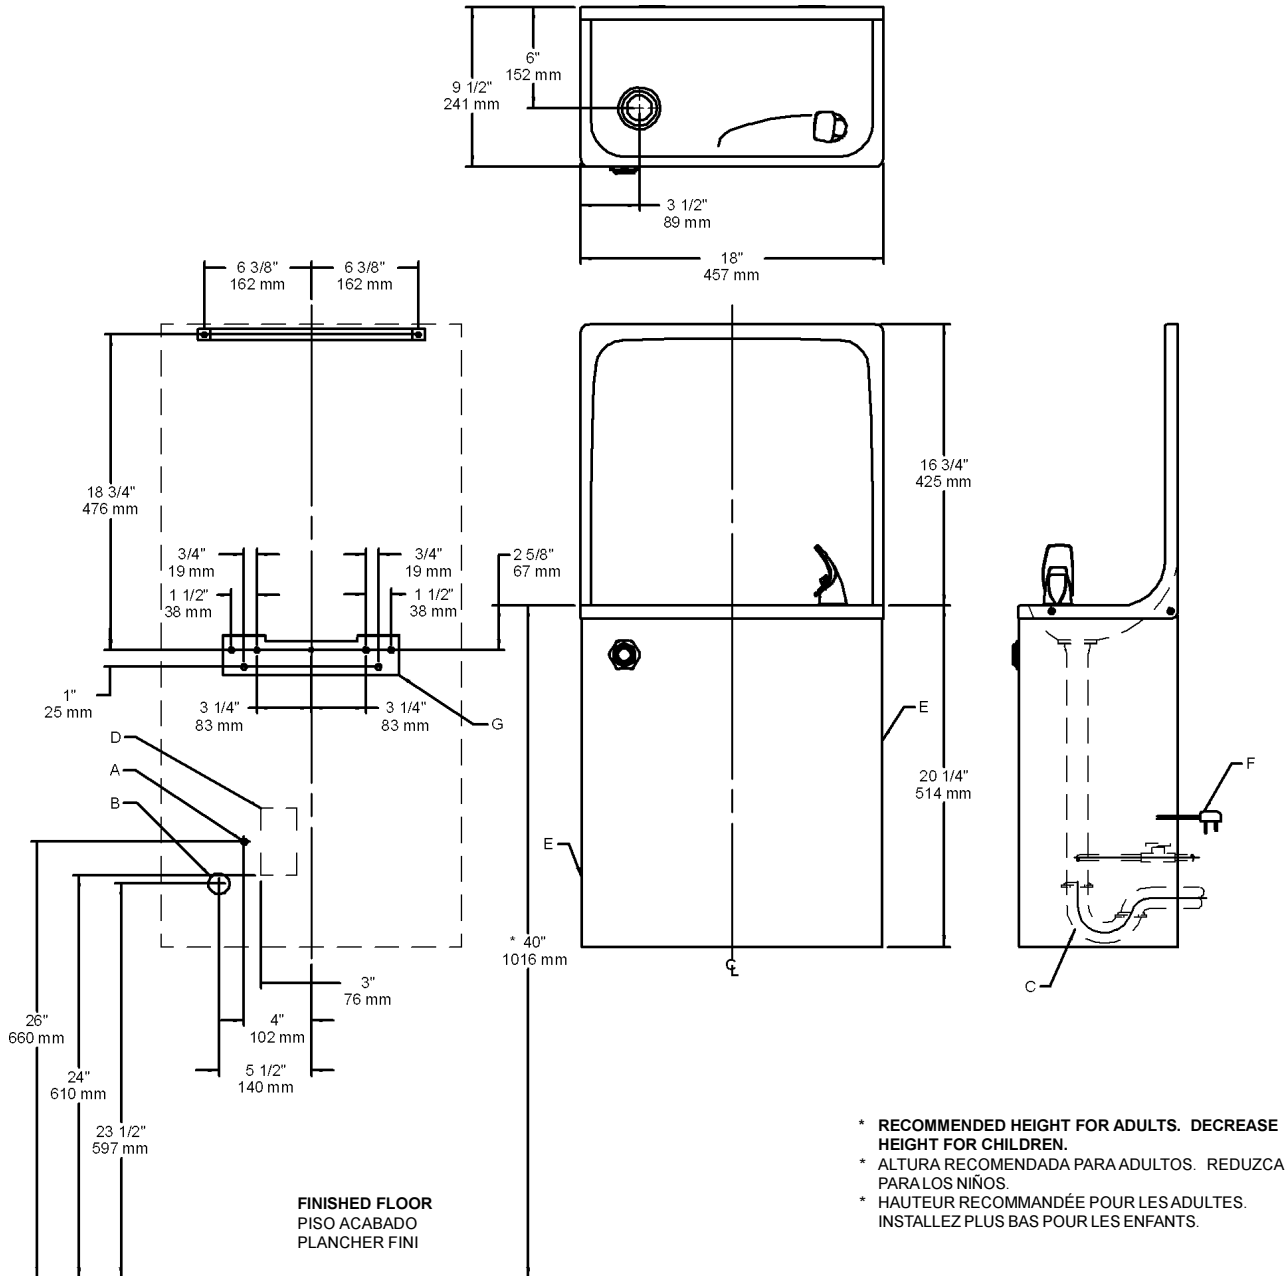 6"
152 mm
9 1/2"
241 mm
3 1/2"
89 mm
18"
457 mm
6 3/8"
162 mm
6 3/8"
162 mm
18 3/4"
476 mm
16 3/4"
425 mm
3/4"
19 mm
3/4"
19 mm
2 5/8"
67 mm
1 1/2"
38 mm
1 1/2"
38 mm
1"
25 mm
3 1/4"
83 mm
3 1/4"
83 mm
G
E
D
A
B
20 1/4"
514 mm
F
E
* 40"
1016 mm
C
3"
76 mm
4"
102 mm
26"
660 mm
5 1/2"
140 mm
24"
610 mm
23 1/2"
597 mm
℄
* RECOMMENDED HEIGHT FOR ADULTS. DECREASE
HEIGHT FOR CHILDREN.
* ALTURA RECOMENDADA PARA ADULTOS. REDUZCA
PARA LOS NIÑOS.
* HAUTEUR RECOMMANDÉE POUR LES ADULTES.
INSTALLEZ PLUS BAS POUR LES ENFANTS.
FINISHED FLOOR
PISO ACABADO
PLANCHER FINI